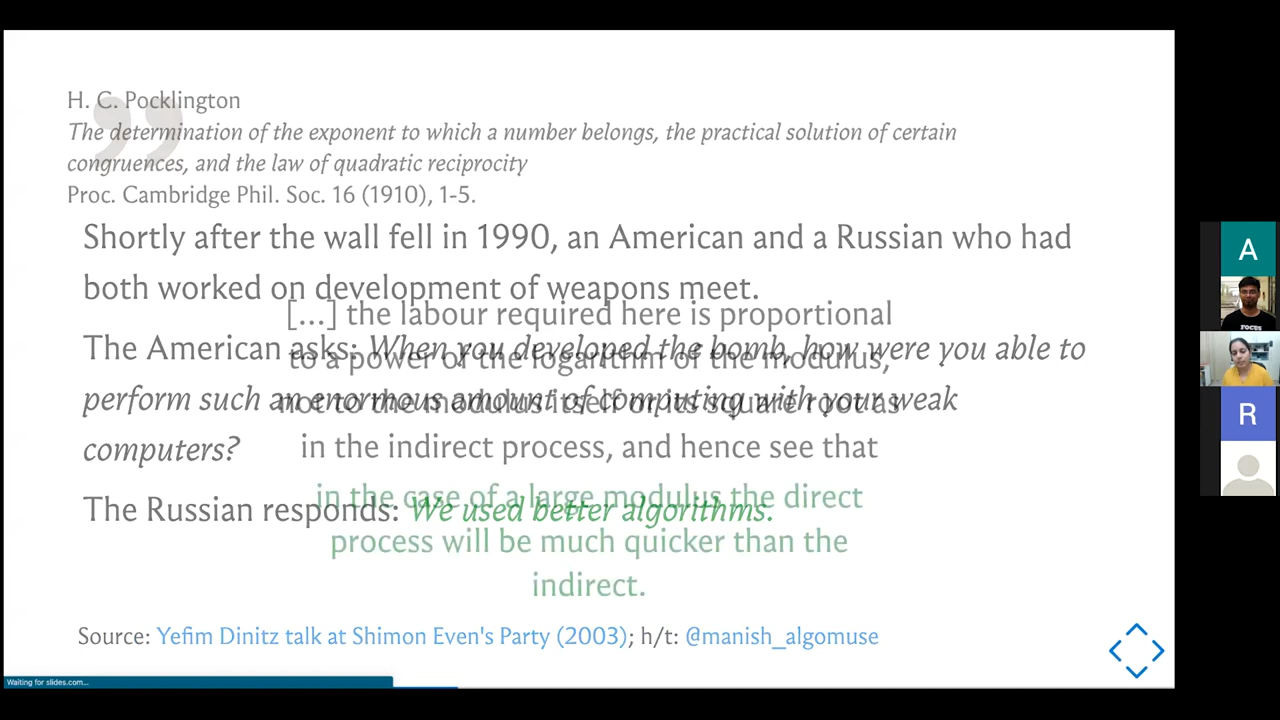 H. C. Pocklington
The determination of the exponent to which a number belongs, the practical solution of certain
congruences, and the law of quadratic reciprocity
Proc. Cambridge Phil. Soc. 16 (1910), 1-5.
Shortly after the wall fell in 1990, an American and a Russian who had
both worked on development of weapons meet.
[...] the labour required here is proportional
The American asks: When you developed the bomb, how were you able to
to a power of the logarithm of the modulus,
perform such an enormous amount of computing with your weak
not to the modulus itself or its square root as
computers?
in the indirect process, and hence see that
in the case of a large modulus the direct
The Russian responds: We used better algorithms.
process will be much quicker than the
indirect.
Source: Yefim Dinitz talk at Shimon Even's Party (2003); h/t: @manish_algomuse
Waiting for slides.com...
A
FOCUS
R